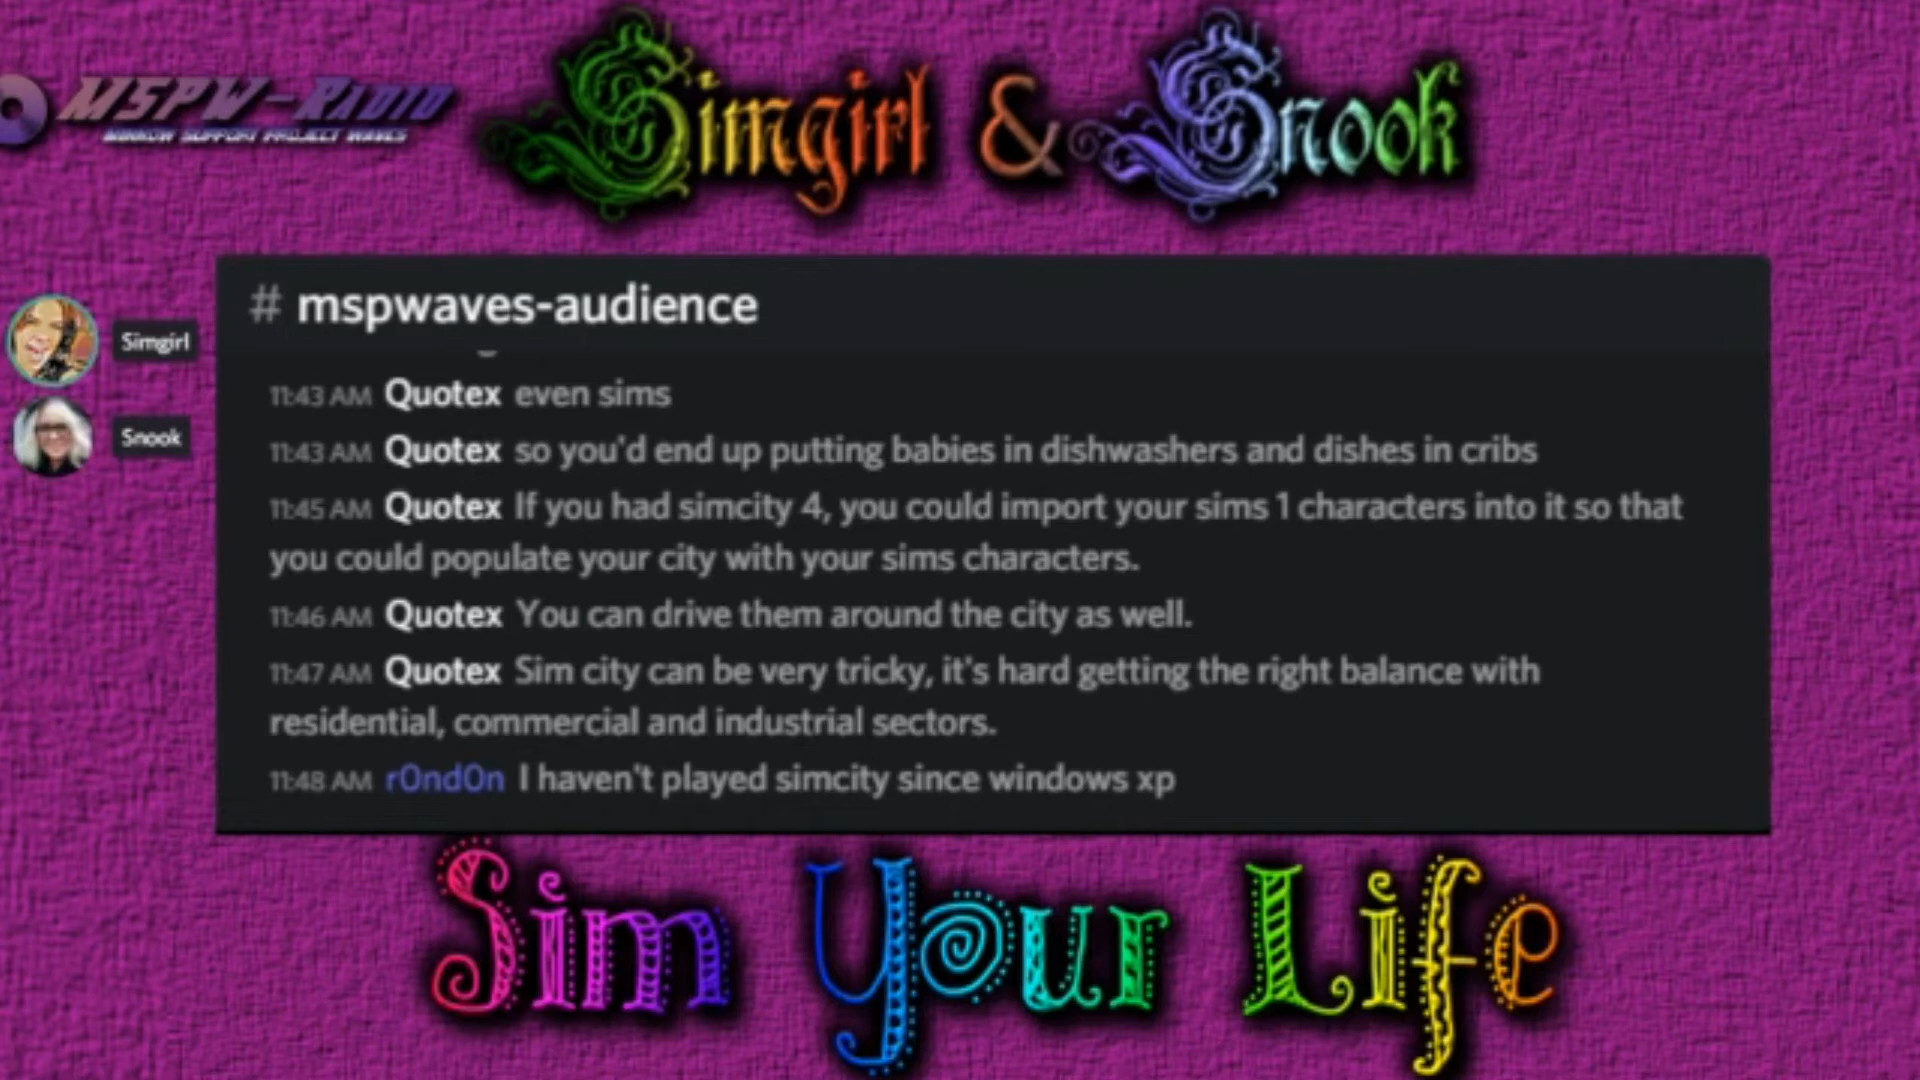 Simgirl & Snook
MSPW-Radio
MINNOW SUPPORT PROJECT WAVES
# mspwaves-audience
Simgirl
11:43 AM Quotex even sims
Snook
11:43 AM Quotex so you'd end up putting babies in dishwashers and dishes in cribs
11:45 AM Quotex If you had simcity 4, you could import your sims 1 characters into it so that
you could populate your city with your sims characters.
11:46 AM Quotex You can drive them around the city as well.
11:47 AM Quotex Sim city can be very tricky, it's hard getting the right balance with
residential, commercial and industrial sectors.
11:48 AM r0nd0n I haven't played simcity since windows xp
Sim Your Life